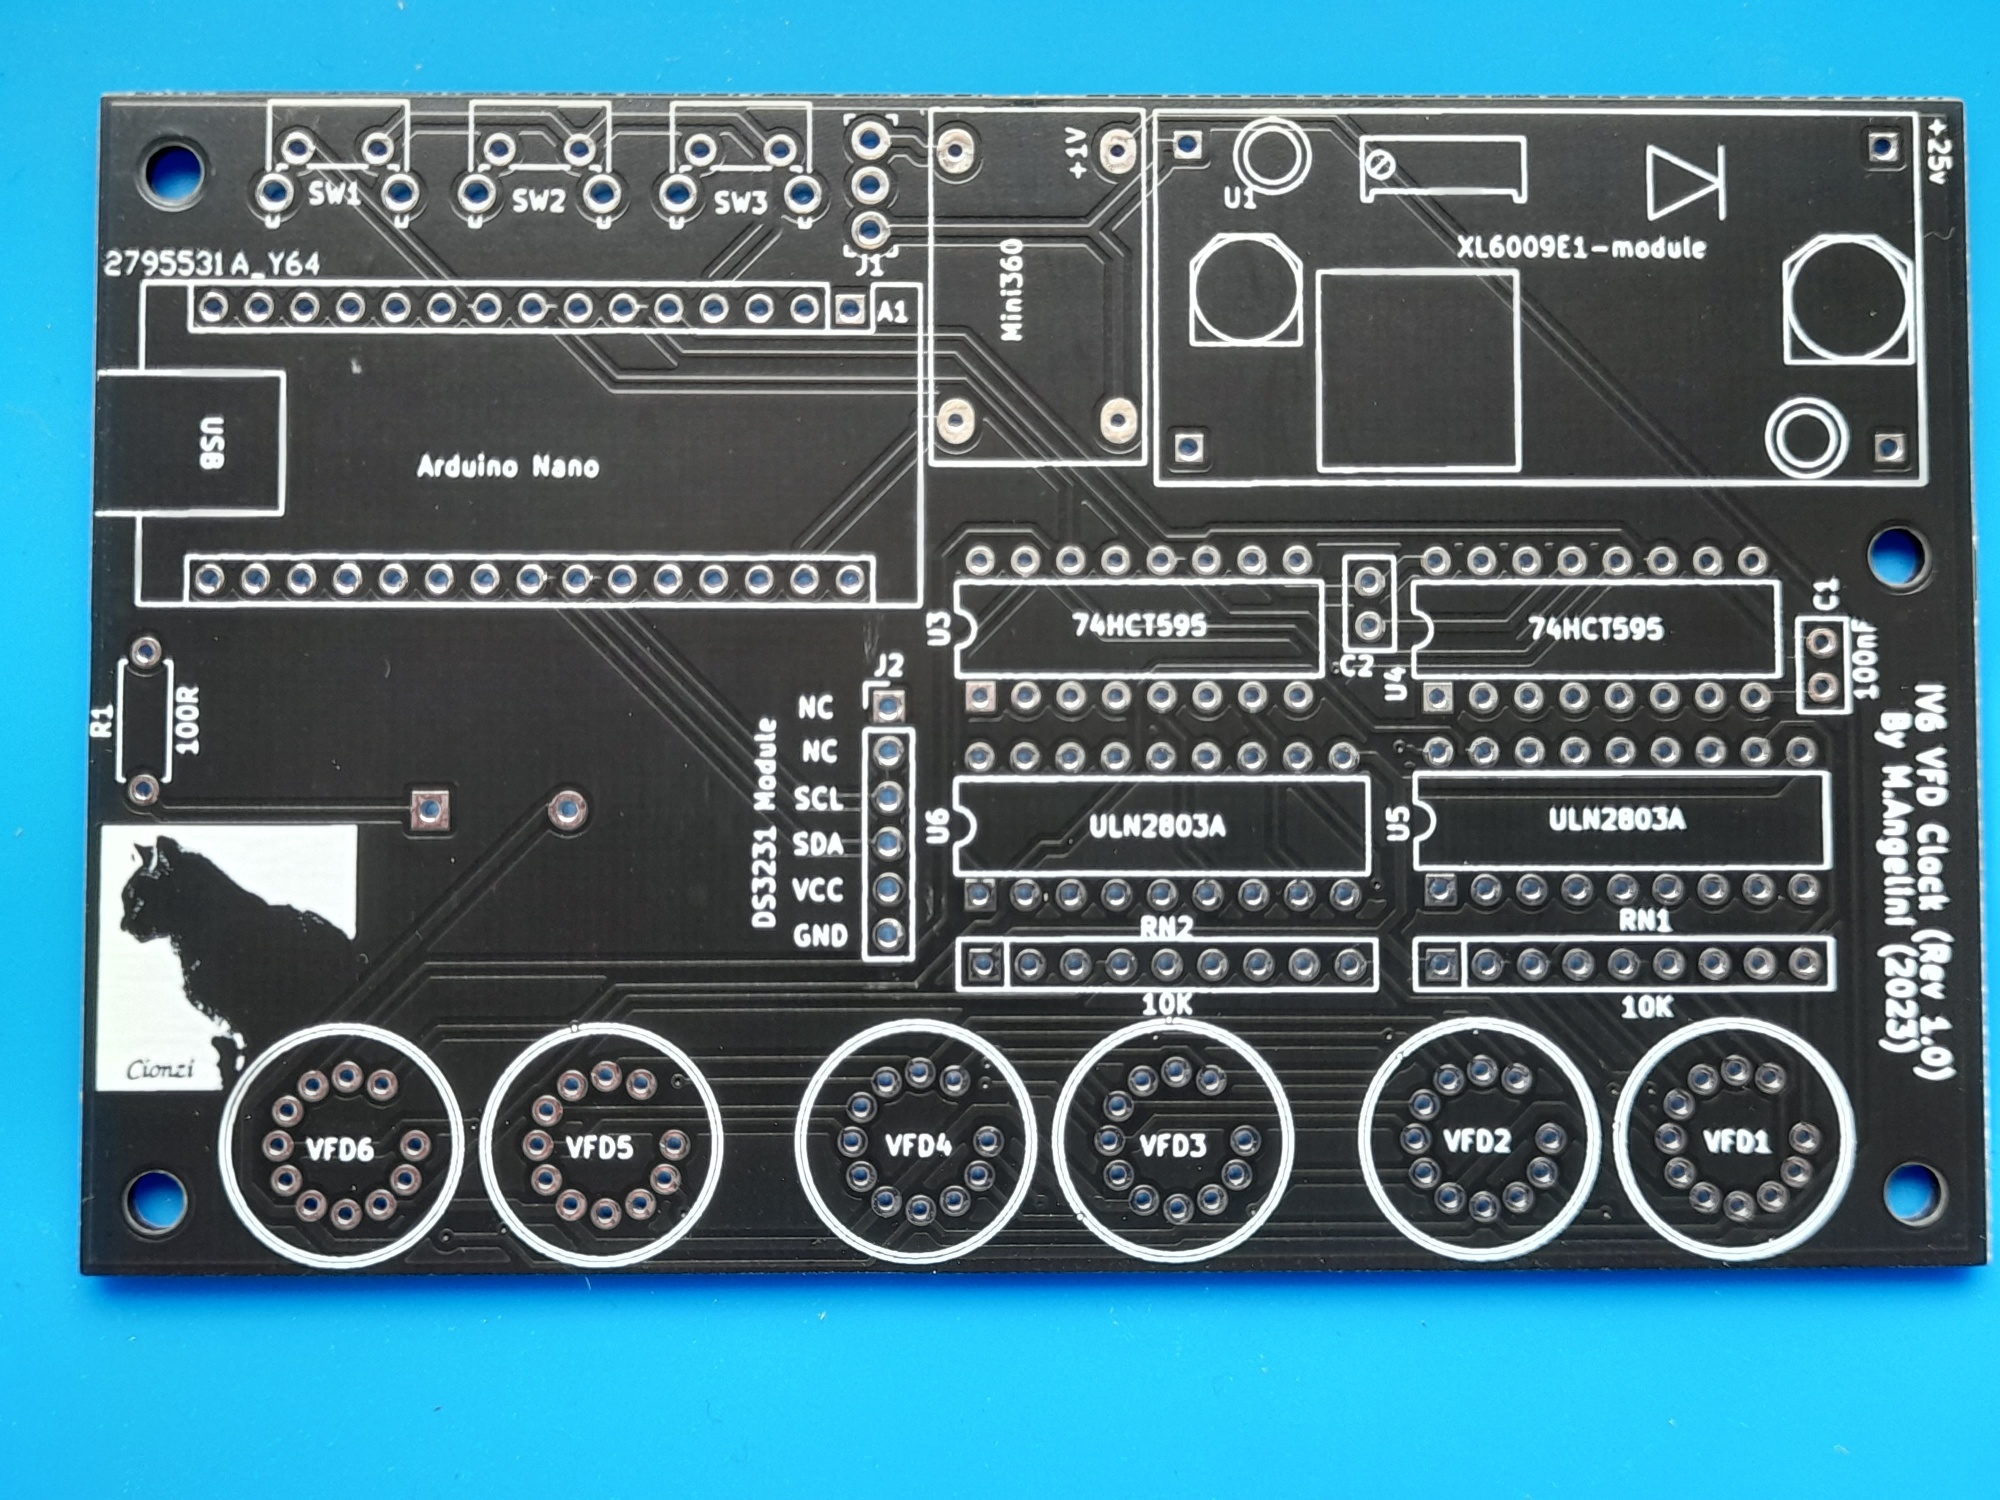 SW1
SW2
SW3
J1
+1V
U1
+25v
XL6009E1-module
2795531A_Y64
A1
Mini360
USB
Arduino Nano
U3
74HCT595
C2
U4
74HCT595
C1
100nF
R1
100R
J2
DS3231 Module
NC
NC
SCL
SDA
VCC
GND
U6
ULN2803A
U5
ULN2803A
IV6 VFD Clock (Rev 1.0)
By M.Angelini (2023)
RN2
10K
RN1
10K
Cionzi
VFD6
VFD5
VFD4
VFD3
VFD2
VFD1